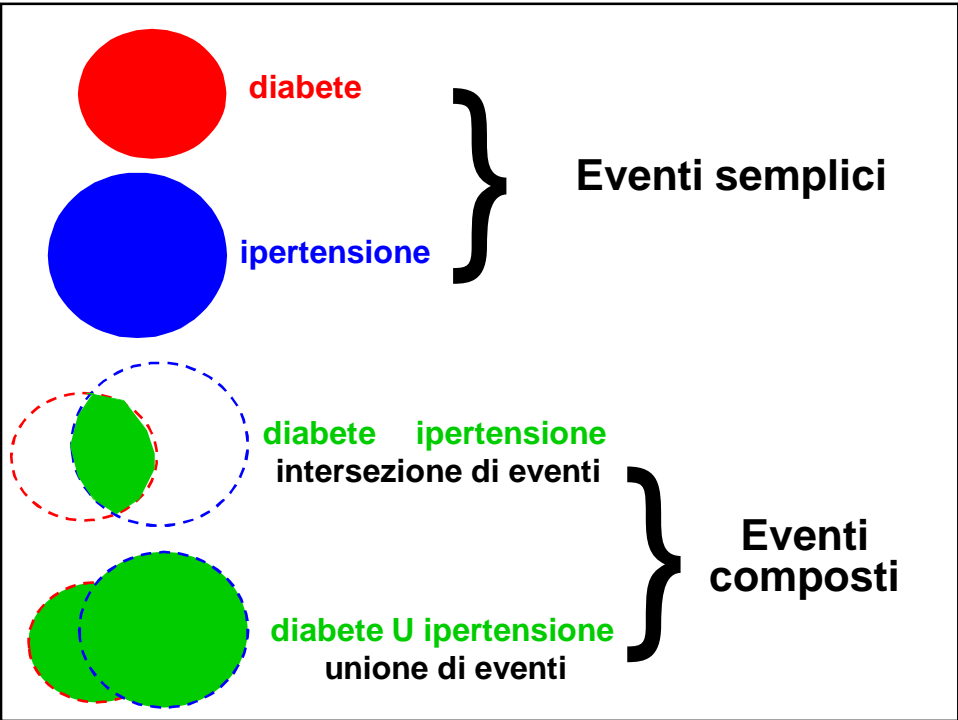 diabete
Eventi semplici
ipertensione
diabete ipertensione
intersezione di eventi
Eventi
composti
diabete U ipertensione
unione di eventi